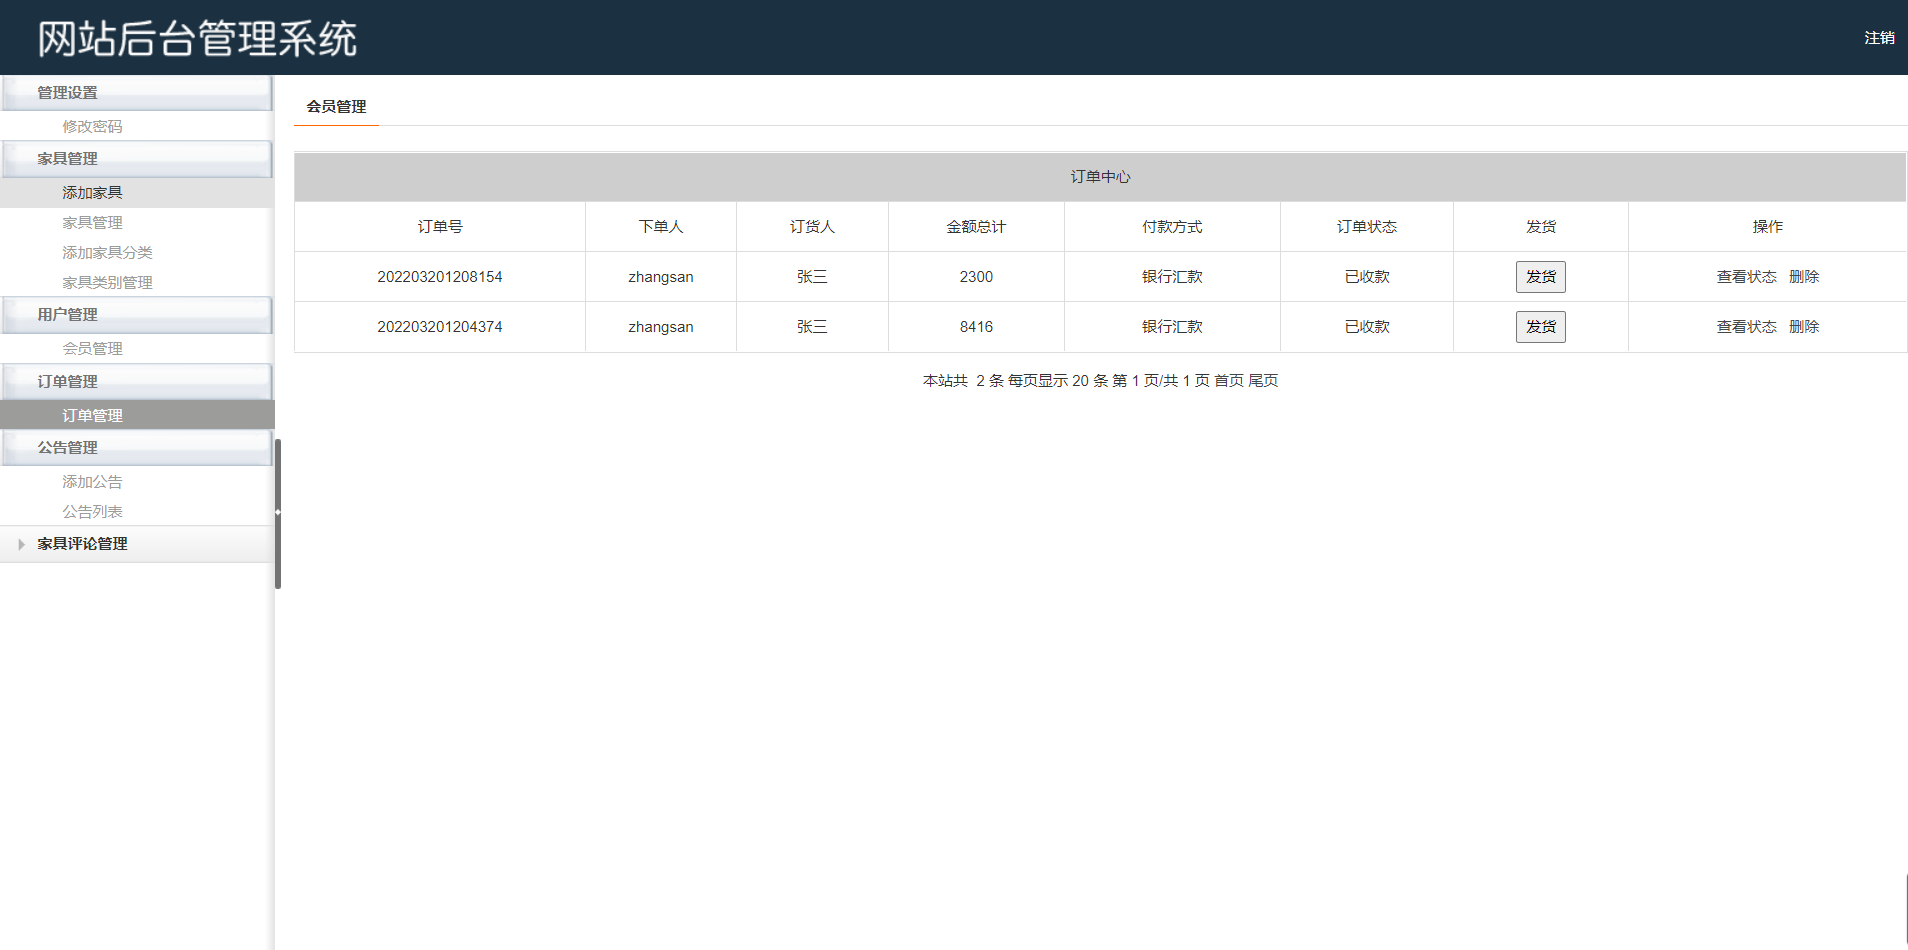 网站后台管理系统
注销
管理设置
修改密码
家具管理
添加家具
家具管理
添加家具分类
家具类别管理
用户管理
会员管理
订单管理
订单管理
公告管理
添加公告
公告列表
家具评论管理
会员管理
订单中心
订单号 下单人 订货人 金额总计 付款方式 订单状态 发货 操作
202203201208154 zhangsan 张三 2300 银行汇款 已收款 发货 查看状态 删除
202203201204374 zhangsan 张三 8416 银行汇款 已收款 发货 查看状态 删除
本站共 2 条 每页显示 20 条 第 1 页/共 1 页 首页 尾页